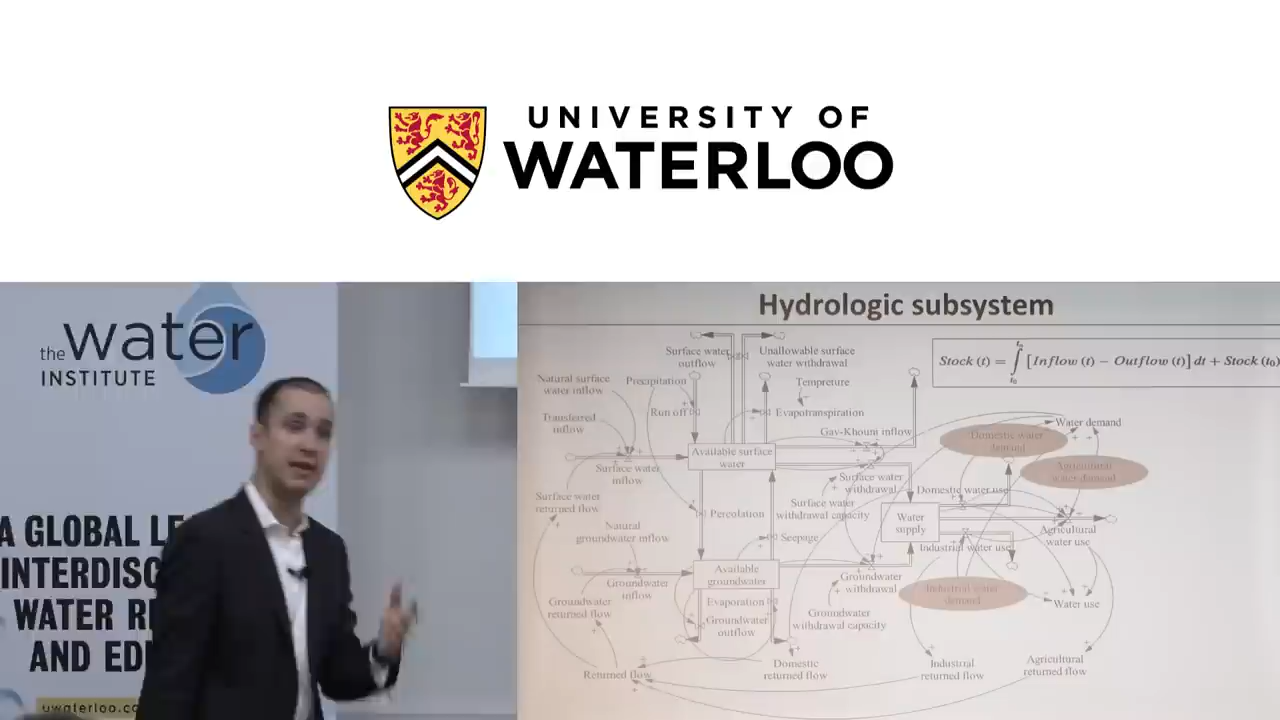 UNIVERSITY OF
WATERLOO
the water
INSTITUTE
A GLOBAL LE
INTERDISC
WATER RE
AND ED
uwaterloo.co
Hydrologic subsystem
Stock (t) = ∫ [Inflow (t) − Outflow (t)] dt + Stock (t₀)
t₀
Surface water
outflow
Unallowable surface
water withdrawal
Natural surface
water inflow
Precipitation
Tempreture
Run off
Evapotranspiration
Transferred
inflow
Gav-Khouni inflow
Water demand
Domestic water
demand
Available surface
water
Surface water
inflow
Agricultural
water demand
Surface water
withdrawal
Domestic water use
Surface water
returned flow
Surface water
withdrawal capacity
Percolation
Water
supply
Natural
groundwater inflow
Agricultural
water use
Seepage
Industrial water use
Available
groundwater
Groundwater
inflow
Groundwater
withdrawal
Industrial water
demand
Groundwater
returned flow
Evaporation
Water use
Groundwater
outflow
Groundwater
withdrawal capacity
Returned flow
Domestic
returned flow
Industrial
returned flow
Agricultural
returned flow